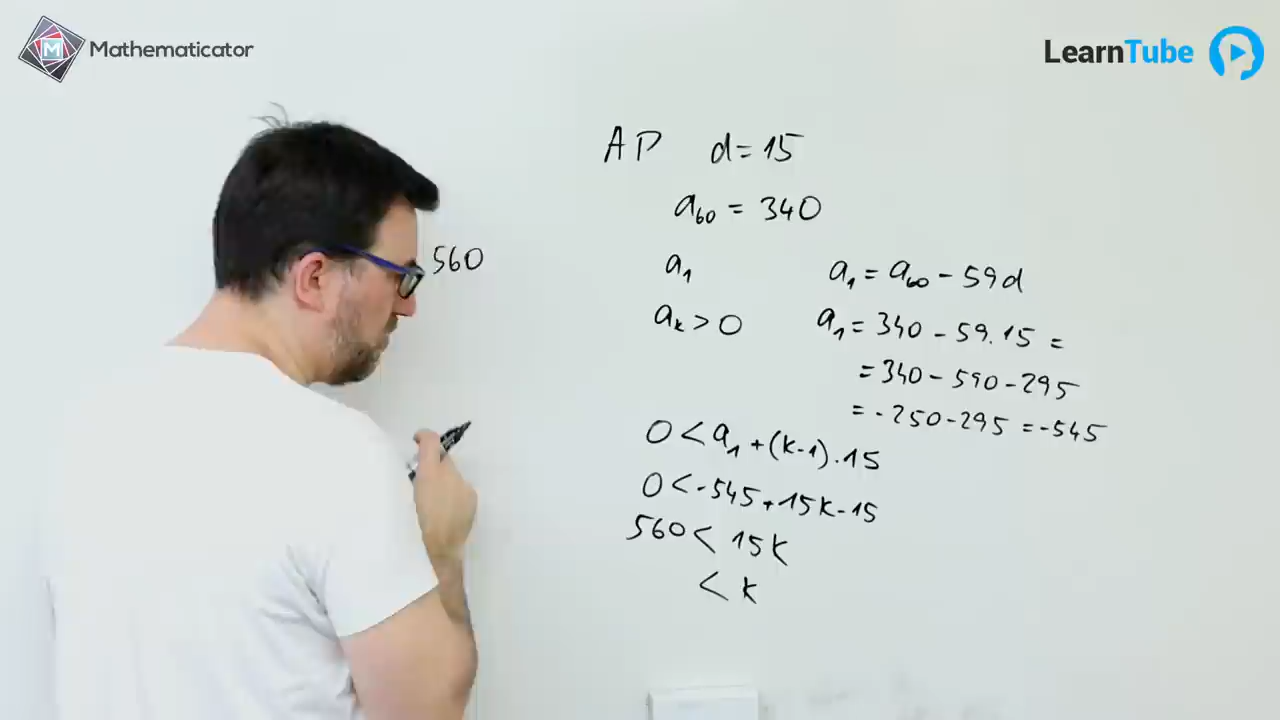 M Mathematicator
LearnTube
AP d=15
a₆₀ = 340
560
a₁
aₖ > 0
a₁ = a₆₀ - 59d
a₁ = 340 - 59.15 =
= 340 - 590 - 295
= -250 - 295 = -545
0 < a₁ + (k-1).15
0 < -545 + 15k - 15
560 < 15k
< k